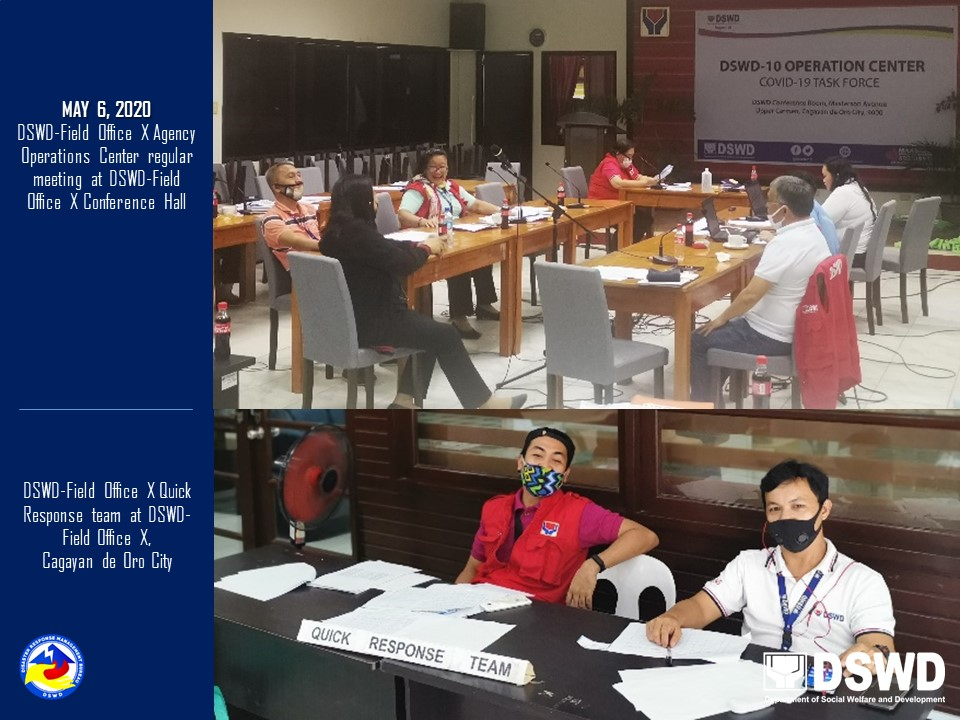 MAY 6, 2020
DSWD-Field Office X Agency
Operations Center regular
meeting at DSWD-Field
Office X Conference Hall
DSWD
DSWD-10 OPERATION CENTER
COVID-19 TASK FORCE
DSWD Conference Room, Masterson Avenue
Upper Carmen, Cagayan de Oro City, 9000
DSWD
DSWD
DSWD-Field Office X Quick
Response team at DSWD-
Field Office X,
Cagayan de Oro City
DISASTER RESPONSE MANAGEMENT BUREAU
DSWD
QUICK RESPONSE TEAM
DSWD
DSWD
Department of Social Welfare and Development